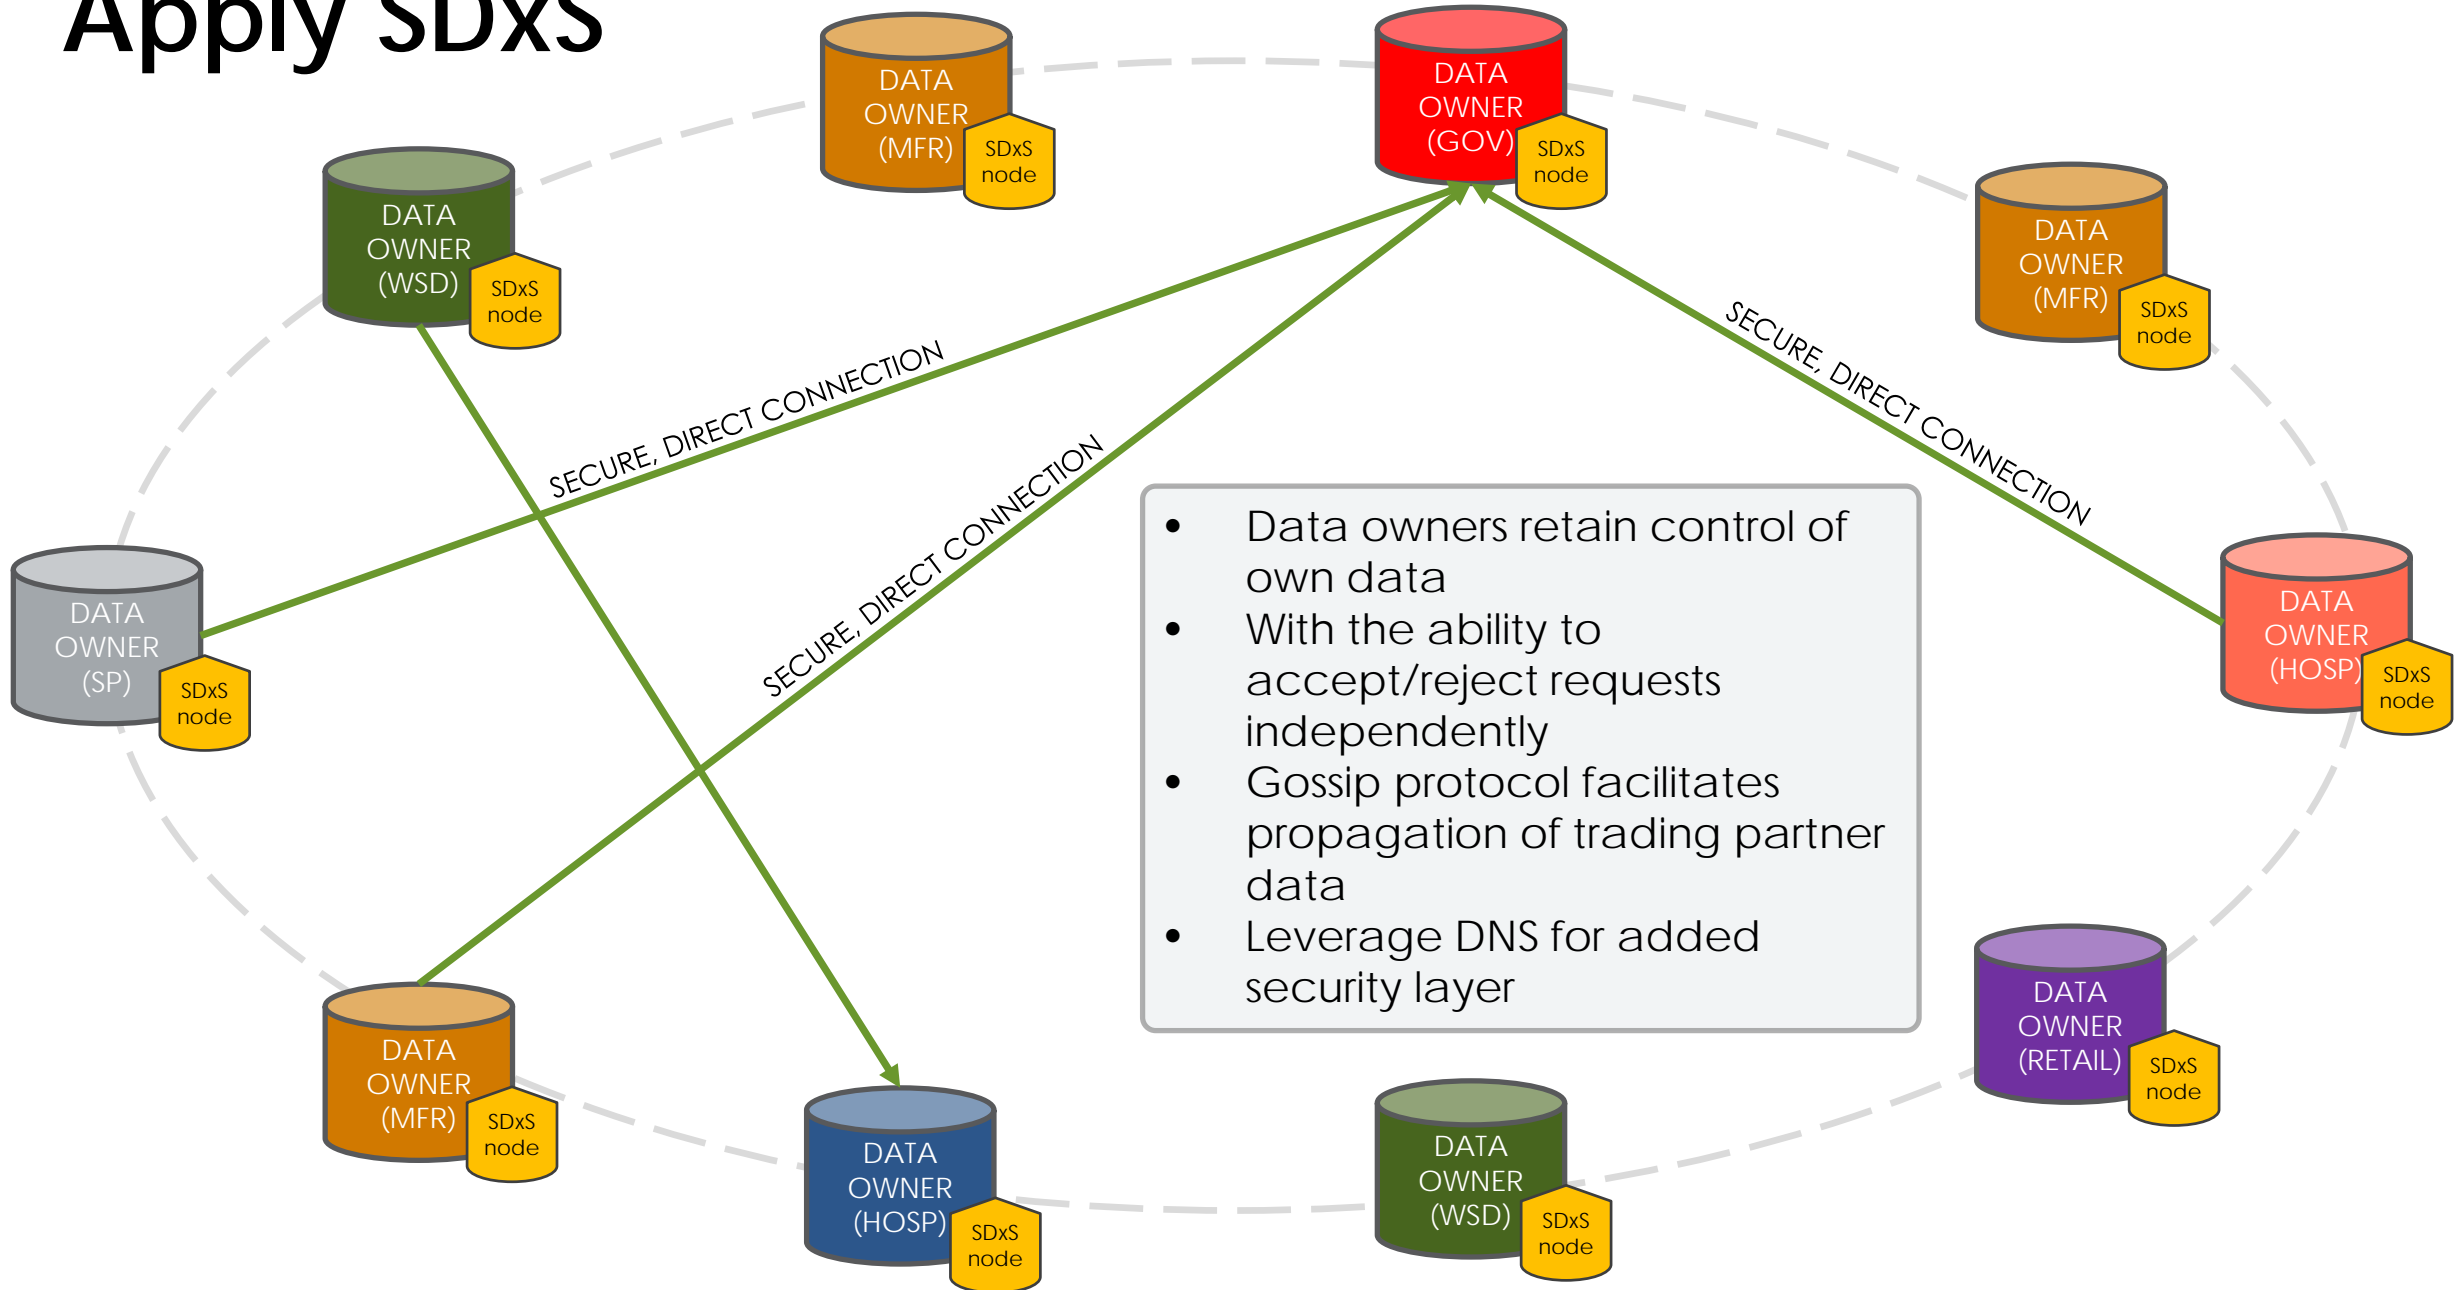 Apply SDxS
DATA
OWNER
(MFR)
SDxS
node
DATA
OWNER
(GOV)
SDxS
node
DATA
OWNER
(WSD)
SDxS
node
DATA
OWNER
(MFR)
SDxS
node
SECURE, DIRECT CONNECTION
SECURE, DIRECT CONNECTION
SECURE, DIRECT CONNECTION
• Data owners retain control of
own data
• With the ability to
accept/reject requests
independently
• Gossip protocol facilitates
propagation of trading partner
data
• Leverage DNS for added
security layer
DATA
OWNER
(SP)
SDxS
node
DATA
OWNER
(HOSP)
SDxS
node
DATA
OWNER
(MFR)
SDxS
node
DATA
OWNER
(HOSP)
SDxS
node
DATA
OWNER
(WSD)
SDxS
node
DATA
OWNER
(RETAIL)
SDxS
node